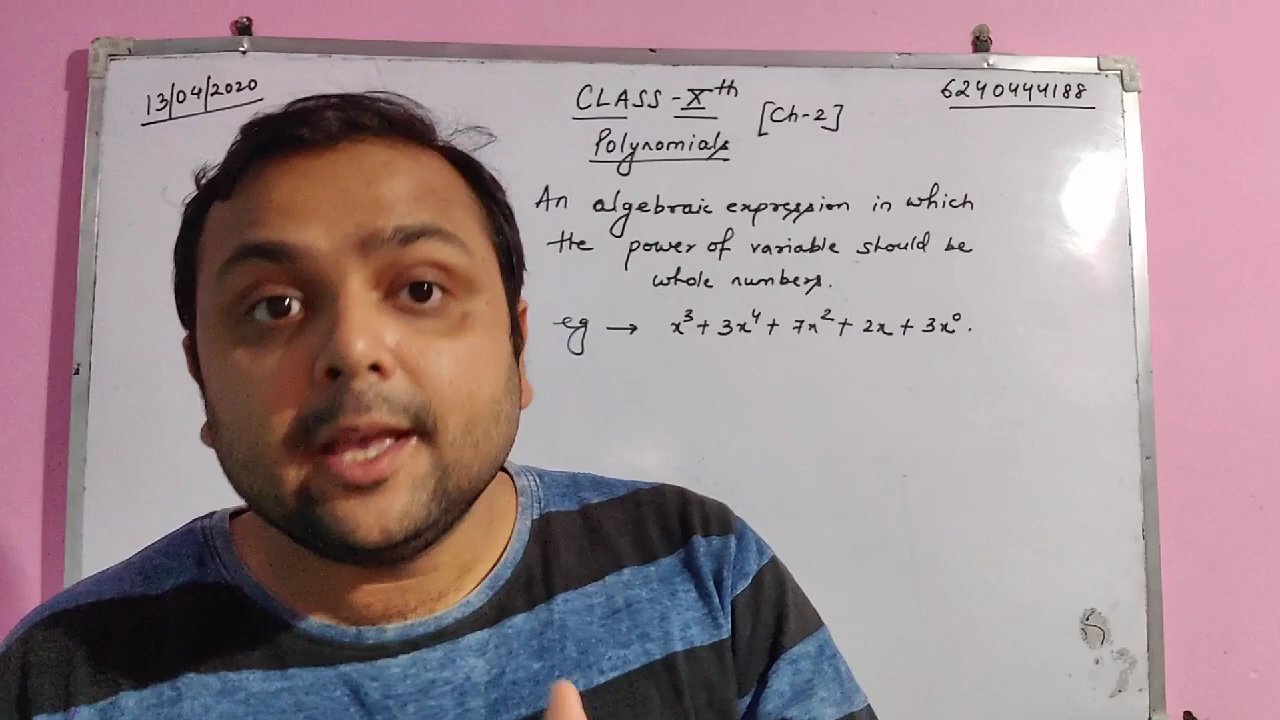 13/04/2020
CLASS - Xth
[Ch-2]
6240444188
Polynomials
An algebraic expression in which
the power of variable should be
whole numbers.
eg → x³ + 3x⁴ + 7x² + 2x + 3x⁰.